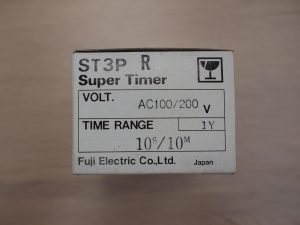 ST3P R
Super Timer
VOLT. AC100/200 V
TIME RANGE 1Y
10S/10M
Fuji Electric Co.,Ltd. Japan